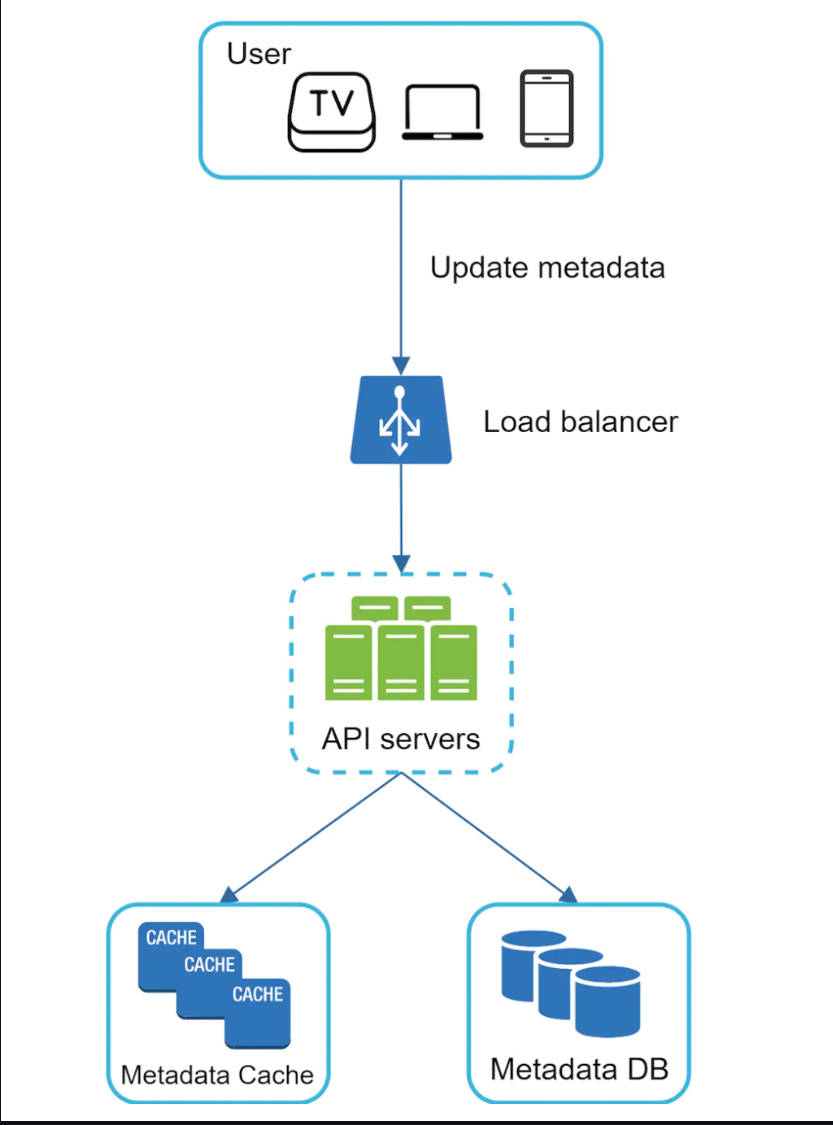 User
TV
Update metadata
Load balancer
API servers
CACHE
CACHE
CACHE
Metadata Cache
Metadata DB